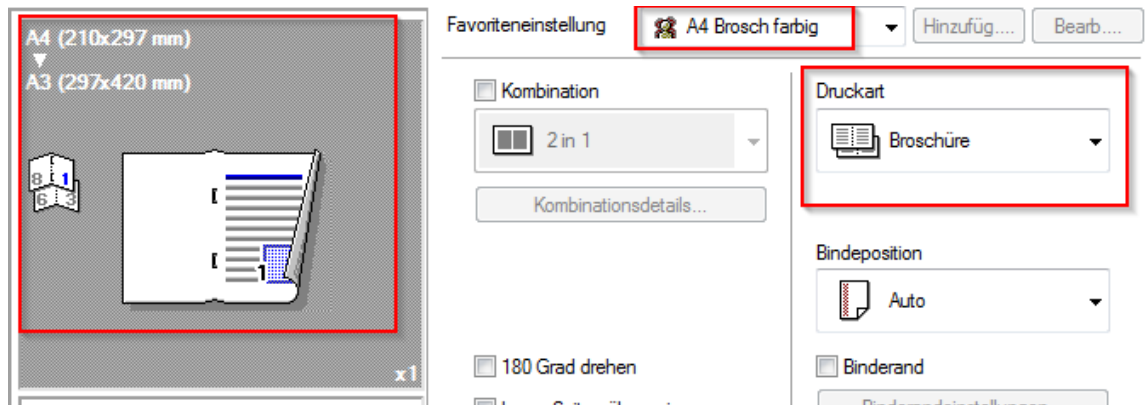 A4 (210x297 mm)
A3 (297x420 mm)
8 1
6 3
1
x1
Favoriteneinstellung
A4 Brosch farbig
Hinzufüg....
Bearb....
Kombination
2 in 1
Kombinationsdetails...
180 Grad drehen
Druckart
Broschüre
Bindeposition
Auto
Binderand